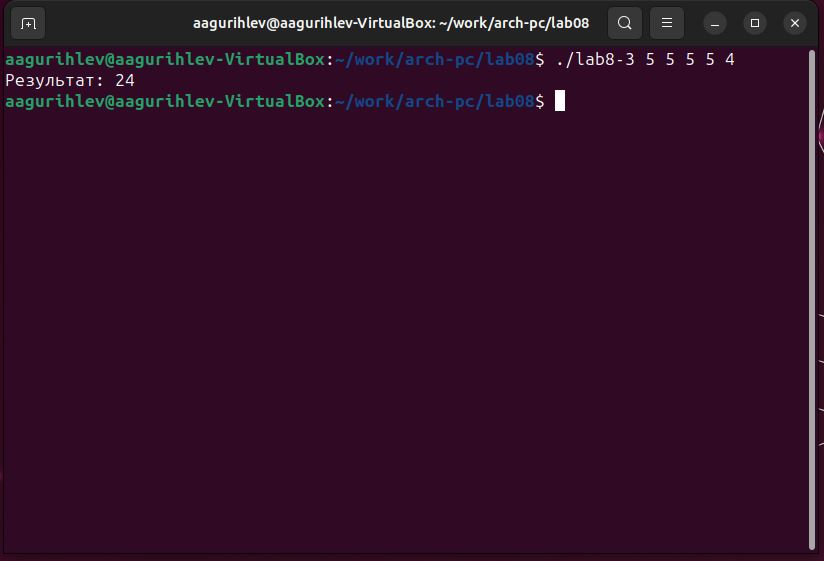 aagurihlev@aagurihlev-VirtualBox: ~/work/arch-pc/lab08
aagurihlev@aagurihlev-VirtualBox:~/work/arch-pc/lab08$ ./lab8-3 5 5 5 5 4
Результат: 24
aagurihlev@aagurihlev-VirtualBox:~/work/arch-pc/lab08$